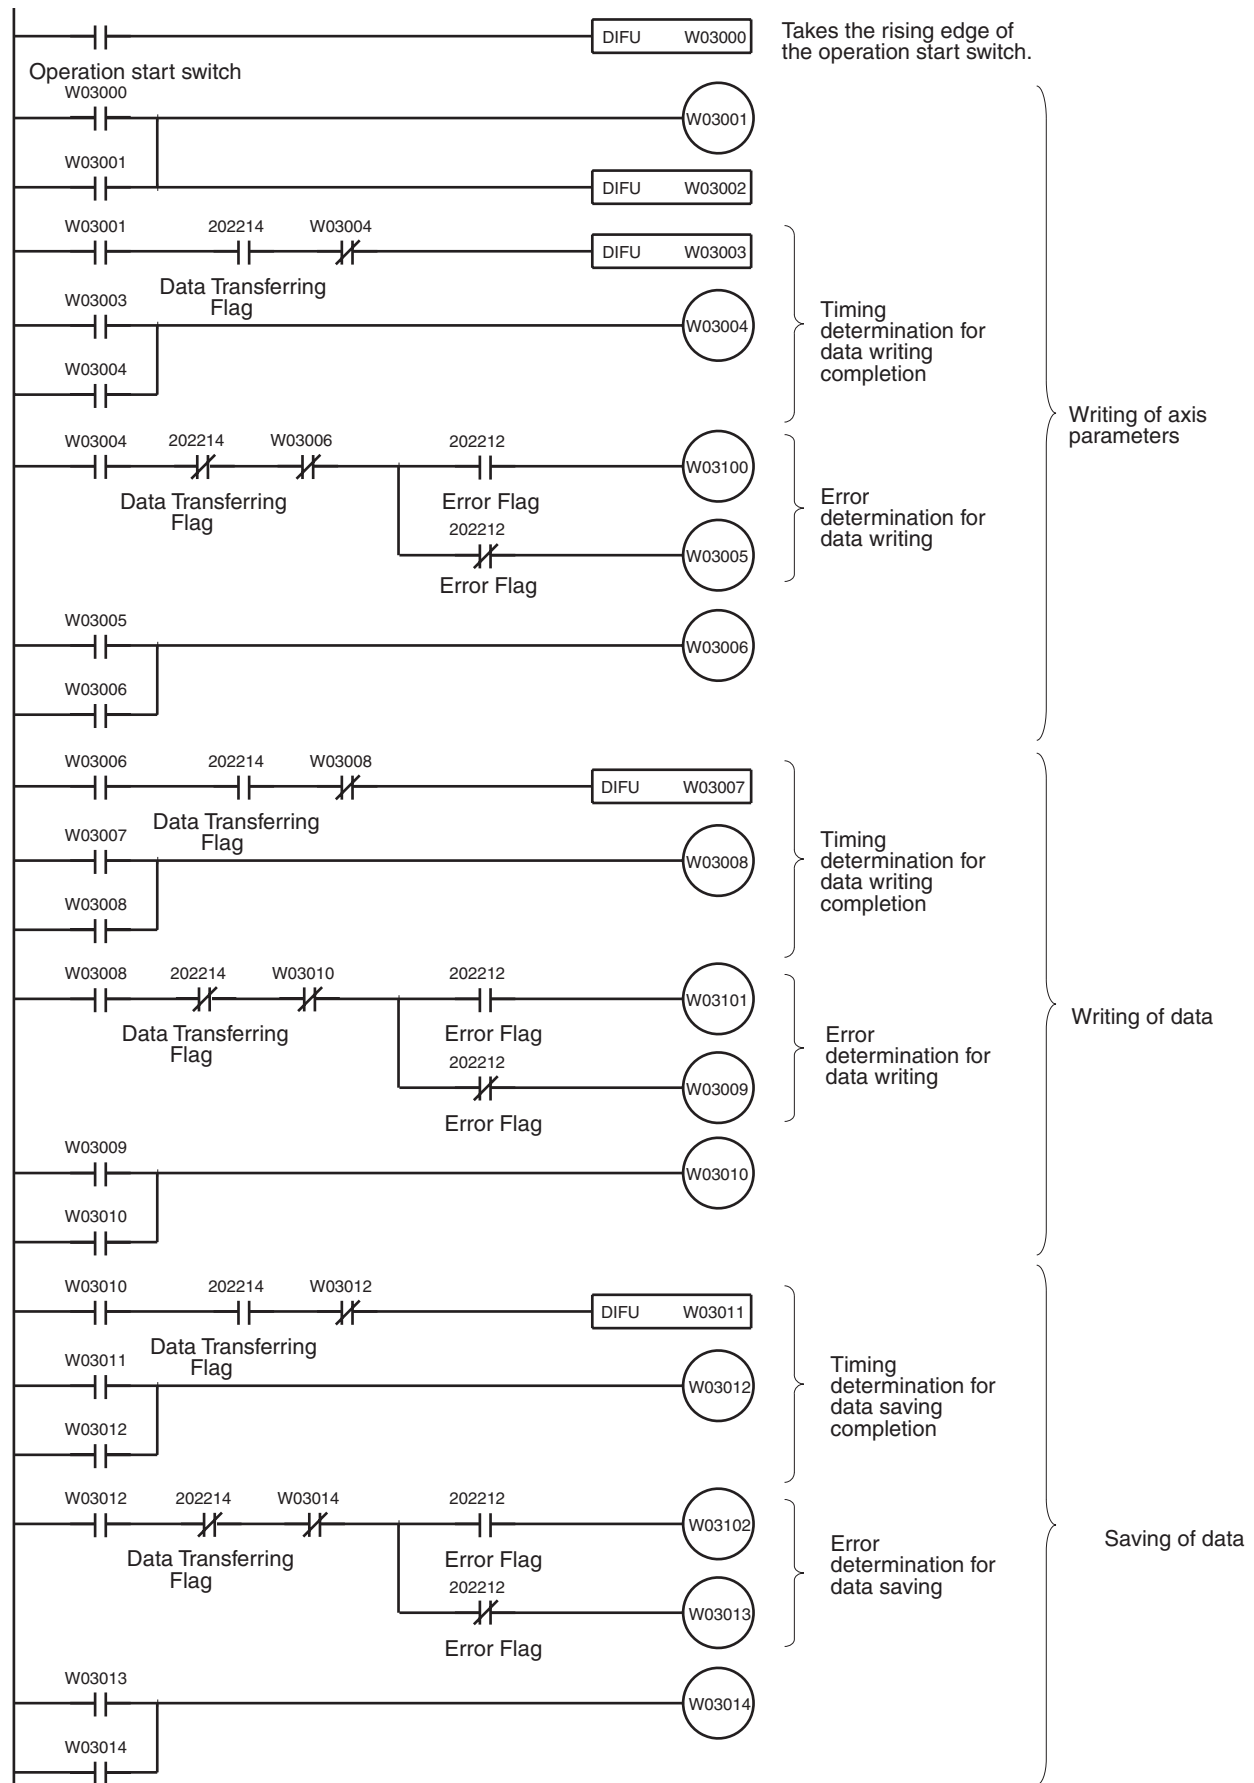 DIFU W03000
Takes the rising edge of
the operation start switch.
Operation start switch
W03000
W03001
W03001
DIFU W03002
W03001 202214 W03004
DIFU W03003
Data Transferring
Flag
W03003
W03004
W03004
Timing
determination for
data writing
completion
Writing of axis
parameters
W03004 202214 W03006 202212
W03100
Data Transferring
Flag
Error Flag
202212
W03005
Error Flag
Error
determination for
data writing
W03005
W03006
W03006
W03006 202214 W03008
DIFU W03007
Data Transferring
Flag
W03007
W03008
W03008
Timing
determination for
data writing
completion
W03008 202214 W03010 202212
W03101
Data Transferring
Flag
Error Flag
202212
W03009
Error Flag
Error
determination for
data writing
Writing of data
W03009
W03010
W03010
W03010 202214 W03012
DIFU W03011
Data Transferring
Flag
W03011
W03012
W03012
Timing
determination for
data saving
completion
W03012 202214 W03014 202212
W03102
Data Transferring
Flag
Error Flag
202212
W03013
Error Flag
Error
determination for
data saving
Saving of data
W03013
W03014
W03014